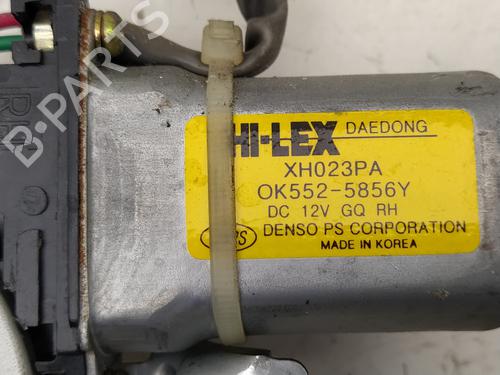 HI-LEX DAEDONG
XH023PA
OK552-5856Y
DC 12V GQ RH
DENSO PS CORPORATION
MADE IN KOREA
B-PARTS